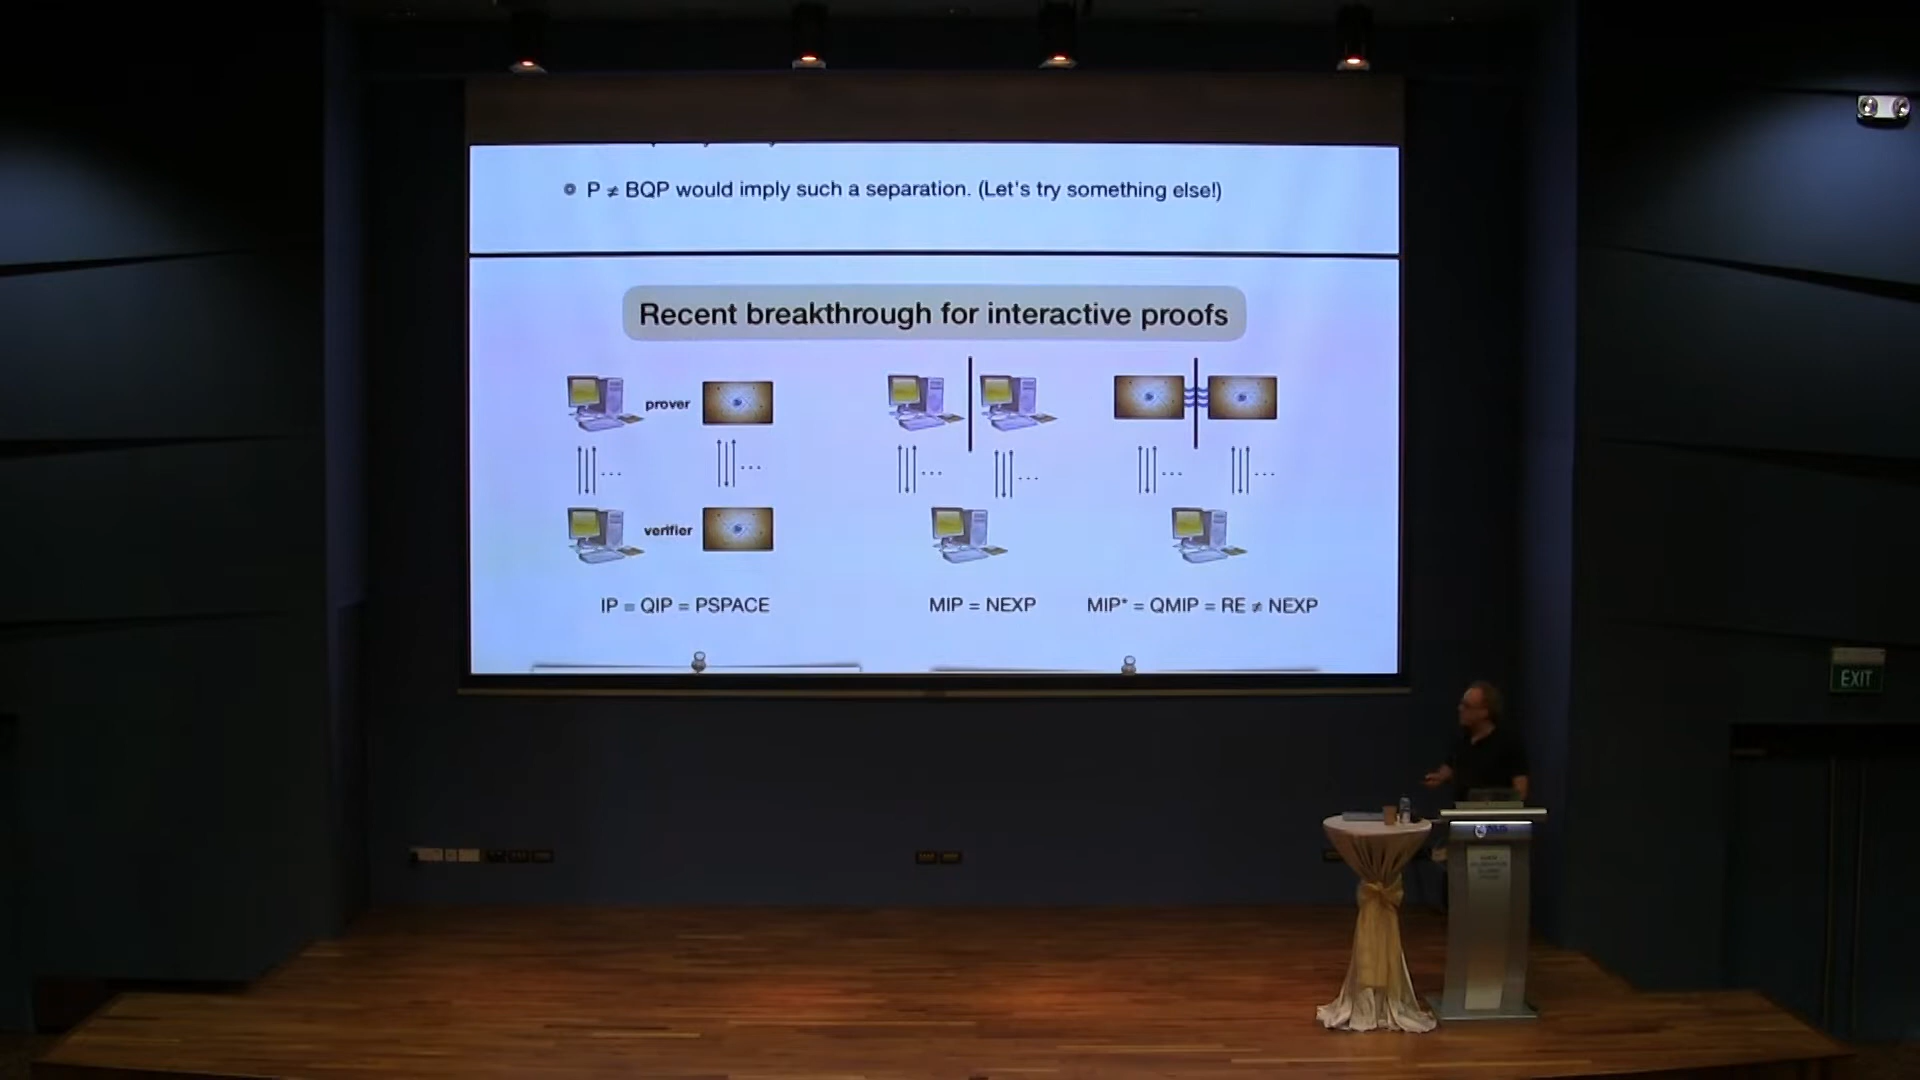 P ≠ BQP would imply such a separation. (Let's try something else!)
Recent breakthrough for interactive proofs
prover
verifier
IP = QIP = PSPACE
MIP = NEXP
MIP* = QMIP = RE ≠ NEXP
EXIT